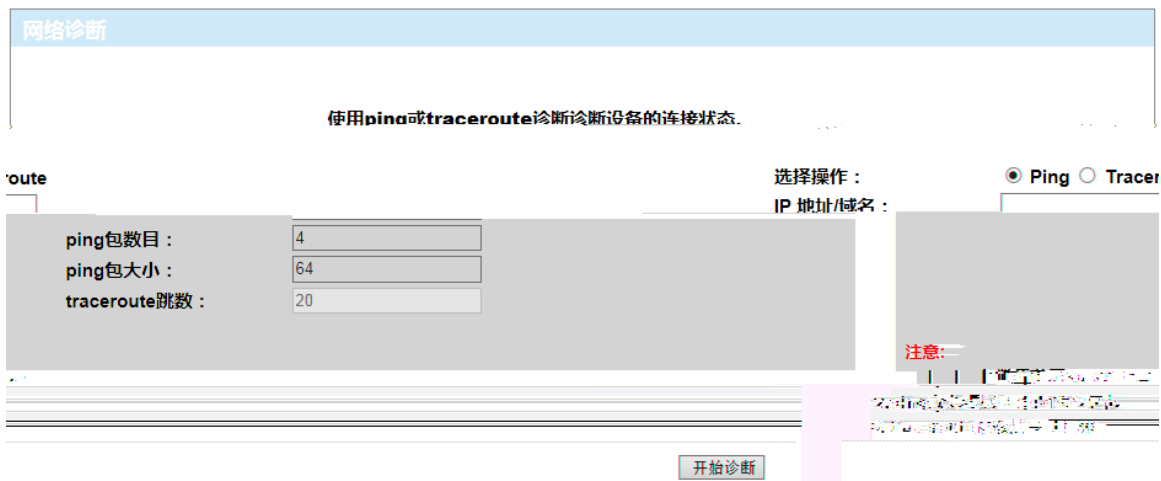 网络诊断
使用ping或traceroute诊断诊断设备的连接状态.
route
选择操作： Ping Tracer
IP 地址/域名：
ping包数目： 4
ping包大小： 64
traceroute跳数： 20
注意:
开始诊断